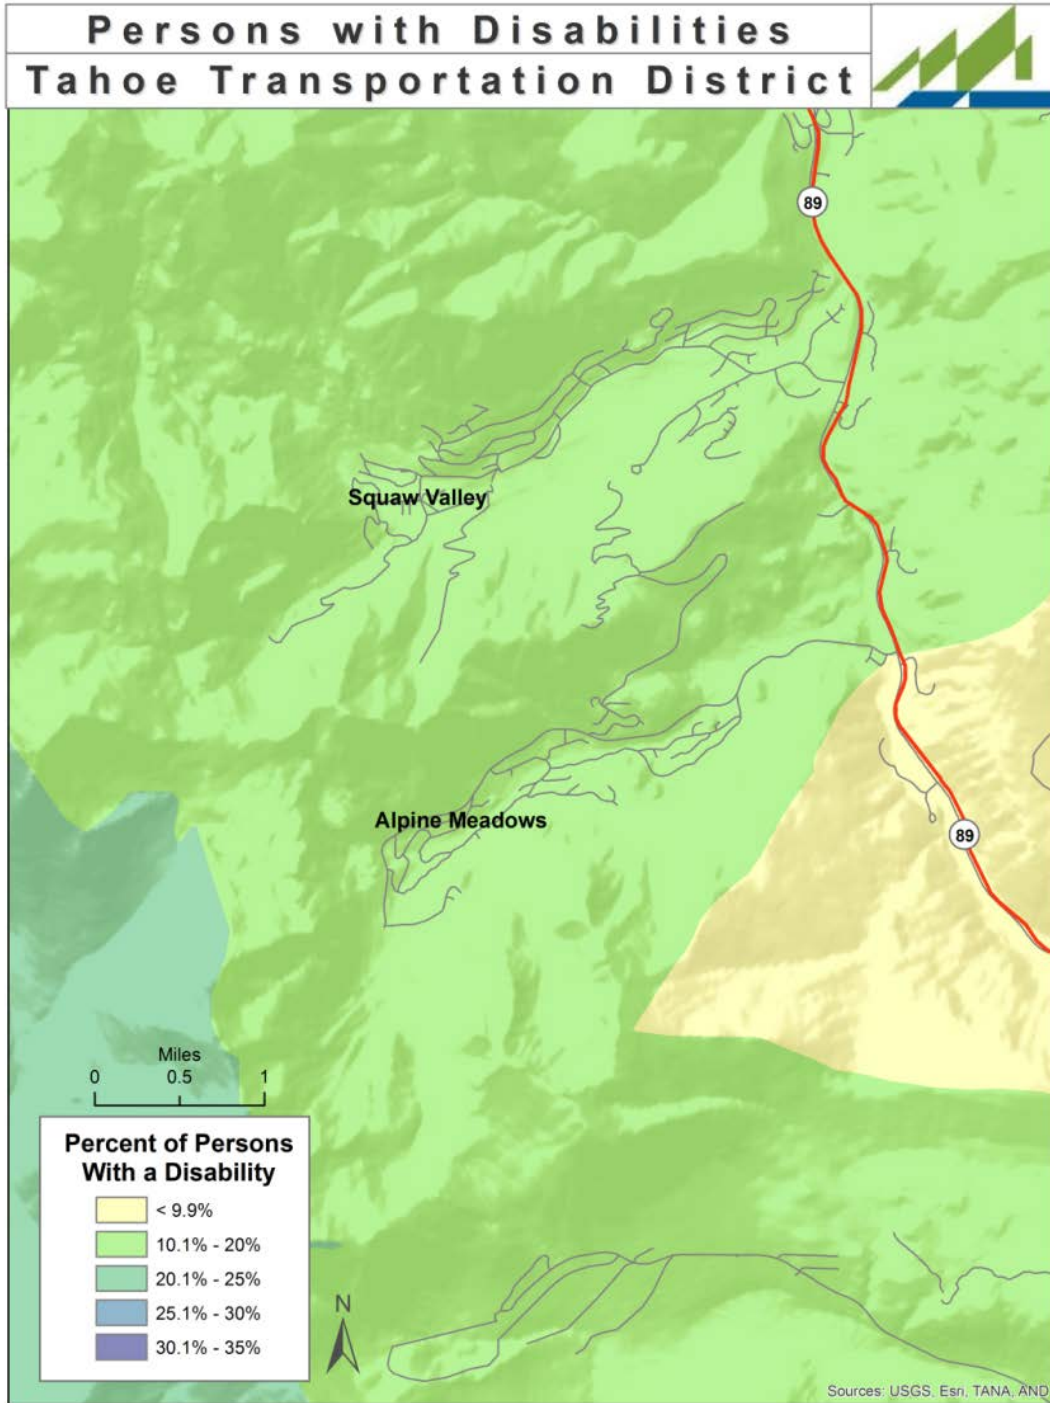 Persons with Disabilities
Tahoe Transportation District
89
Squaw Valley
Alpine Meadows
89
Miles
0 0.5 1
Percent of Persons
With a Disability
< 9.9%
10.1% - 20%
20.1% - 25%
25.1% - 30%
30.1% - 35%
N
Sources: USGS, Esri, TANA, AND